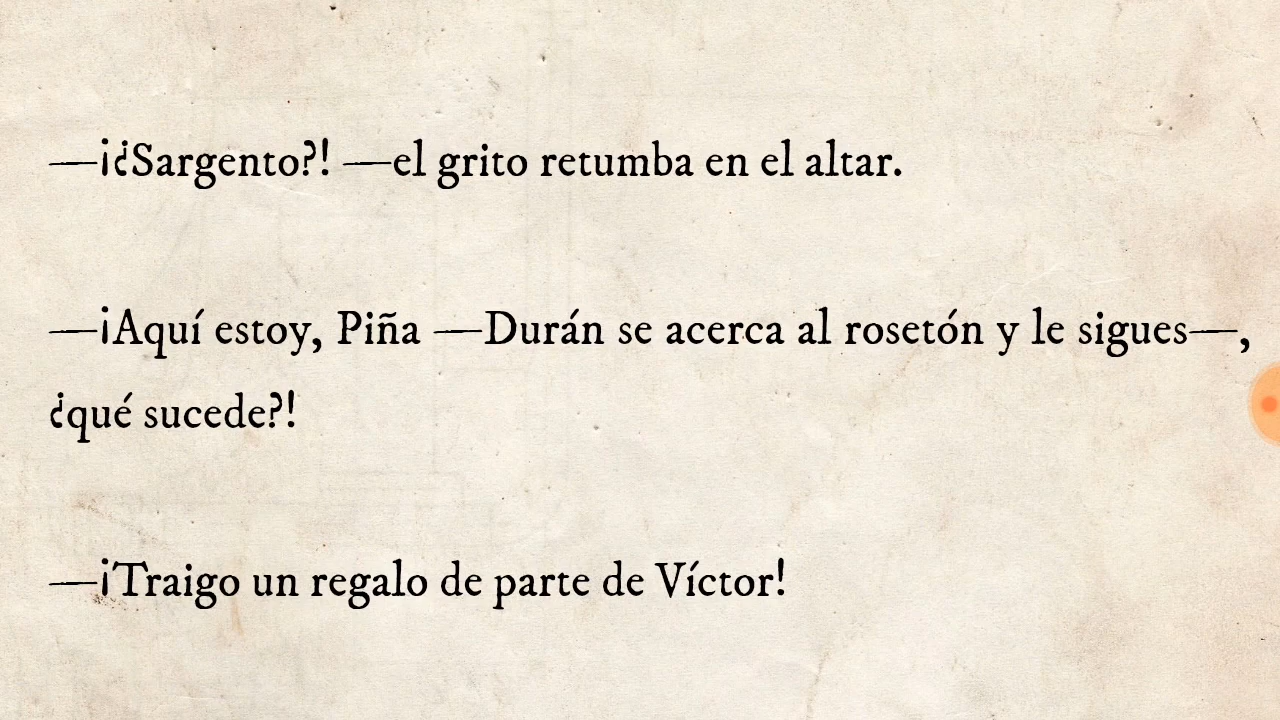 —¡¿Sargento?! —el grito retumba en el altar.
—¡Aquí estoy, Piña —Durán se acerca al rosetón y le sigues—,
¿qué sucede?!
—¡Traigo un regalo de parte de Víctor!